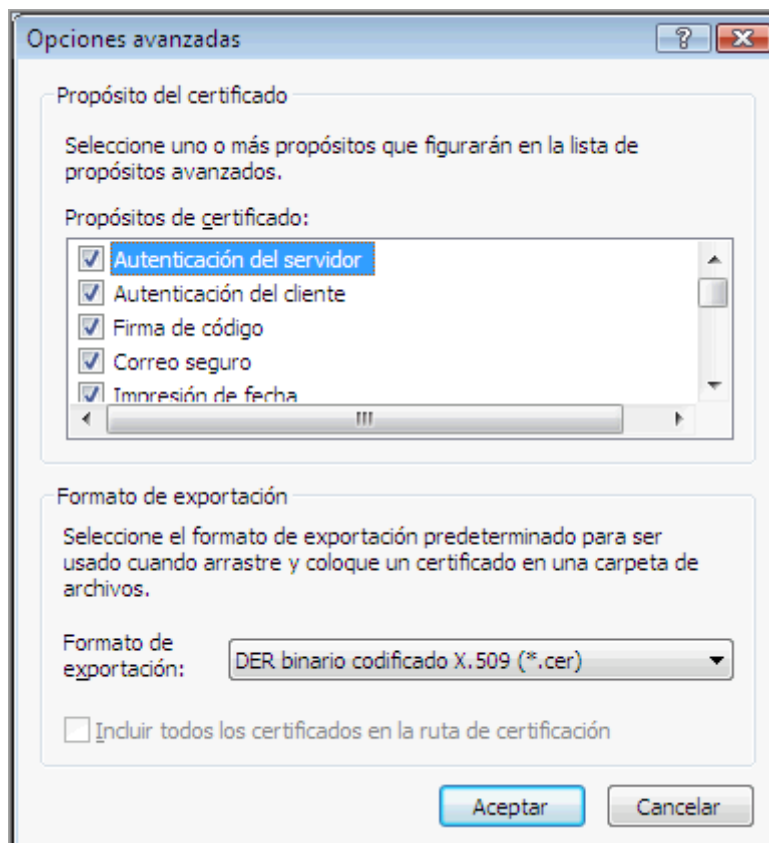 Opciones avanzadas
Propósito del certificado
Seleccione uno o más propósitos que figurarán en la lista de
propósitos avanzados.
Propósitos de certificado:
Autenticación del servidor
Autenticación del cliente
Firma de código
Correo seguro
Impresión de fecha
Formato de exportación
Seleccione el formato de exportación predeterminado para ser
usado cuando arrastre y coloque un certificado en una carpeta de
archivos.
Formato de
exportación:
DER binario codificado X.509 (*.cer)
Incluir todos los certificados en la ruta de certificación
Aceptar
Cancelar